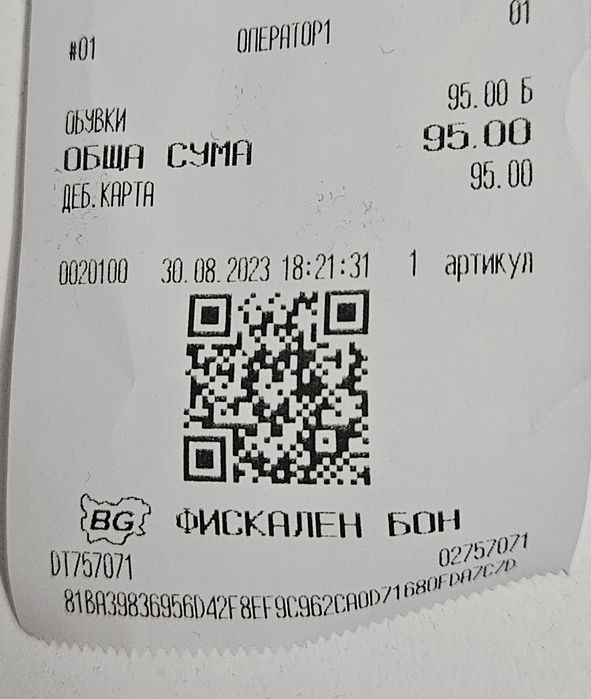 #01 ОПЕРАТОР1 01
ОБУВКИ 95.00 Б
ОБЩА СУМА 95.00
ДЕБ.КАРТА 95.00
0020100 30.08.2023 18:21:31 1 артикул
BG ФИСКАЛЕН БОН
DT757071 02757071
81BA39836956D42F8EF9C962CA0D71680FDA7C7D